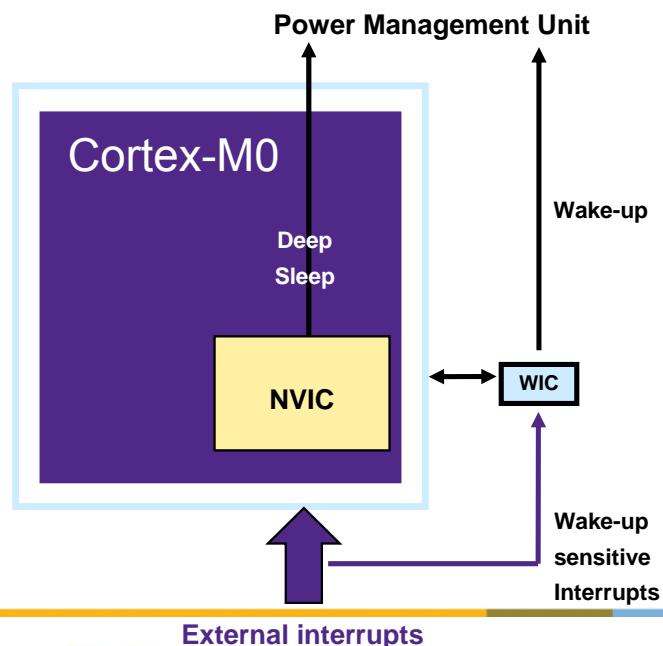 Power Management Unit
Cortex-M0
Deep
Sleep
Wake-up
NVIC
WIC
Wake-up
sensitive
Interrupts
External interrupts